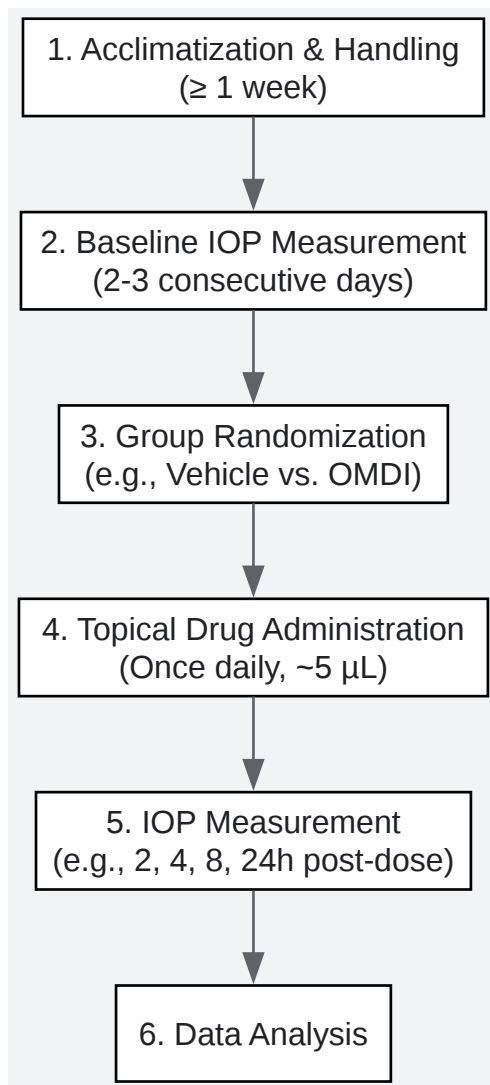 1. Acclimatization & Handling
(≥ 1 week)
2. Baseline IOP Measurement
(2-3 consecutive days)
3. Group Randomization
(e.g., Vehicle vs. OMDI)
4. Topical Drug Administration
(Once daily, ~5 µL)
5. IOP Measurement
(e.g., 2, 4, 8, 24h post-dose)
6. Data Analysis